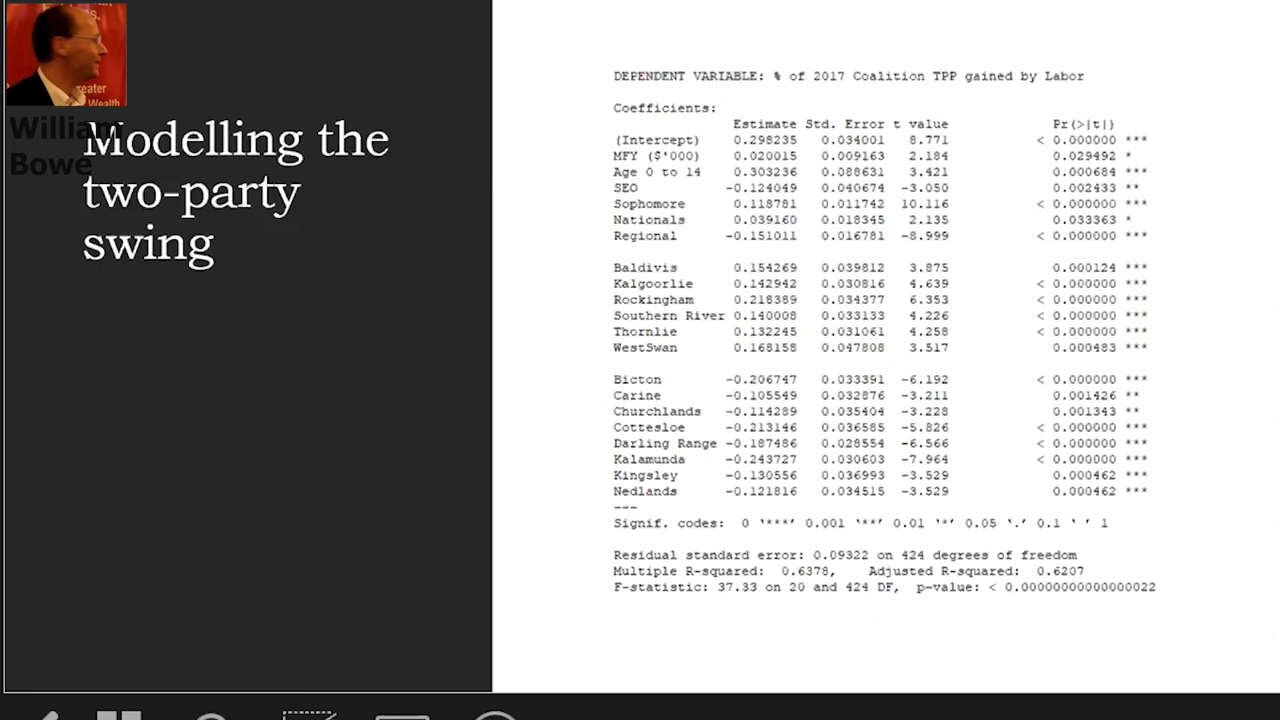 eater
Wealth
William
Bowe
Modelling the
two-party
swing
DEPENDENT VARIABLE: % of 2017 Coalition TPP gained by Labor
Coefficients:
Estimate Std. Error t value Pr(>|t|)
(Intercept) 0.298235 0.034001 8.771 < 0.000000 ***
MFY ($'000) 0.020015 0.009163 2.184 0.029492 *
Age 0 to 14 0.303236 0.088631 3.421 0.000684 ***
SEO -0.124049 0.040674 -3.050 0.002433 **
Sophomore 0.118781 0.011742 10.116 < 0.000000 ***
Nationals 0.039160 0.018345 2.135 0.033363 *
Regional -0.151011 0.016781 -8.999 < 0.000000 ***
Baldivis 0.154269 0.039812 3.875 0.000124 ***
Kalgoorlie 0.142942 0.030816 4.639 < 0.000000 ***
Rockingham 0.218389 0.034377 6.353 < 0.000000 ***
Southern River 0.140008 0.033133 4.226 < 0.000000 ***
Thornlie 0.132245 0.031061 4.258 < 0.000000 ***
WestSwan 0.168158 0.047808 3.517 0.000483 ***
Bicton -0.206747 0.033391 -6.192 < 0.000000 ***
Carine -0.105549 0.032876 -3.211 0.001426 **
Churchlands -0.114289 0.035404 -3.228 0.001343 **
Cottesloe -0.213146 0.036585 -5.826 < 0.000000 ***
Darling Range -0.187486 0.028554 -6.566 < 0.000000 ***
Kalamunda -0.243727 0.030603 -7.964 < 0.000000 ***
Kingsley -0.130556 0.036993 -3.529 0.000462 ***
Nedlands -0.121816 0.034515 -3.529 0.000462 ***
---
Signif. codes: 0 '***' 0.001 '**' 0.01 '*' 0.05 '.' 0.1 ' ' 1
Residual standard error: 0.09322 on 424 degrees of freedom
Multiple R-squared: 0.6378, Adjusted R-squared: 0.6207
F-statistic: 37.33 on 20 and 424 DF, p-value: < 0.00000000000000022